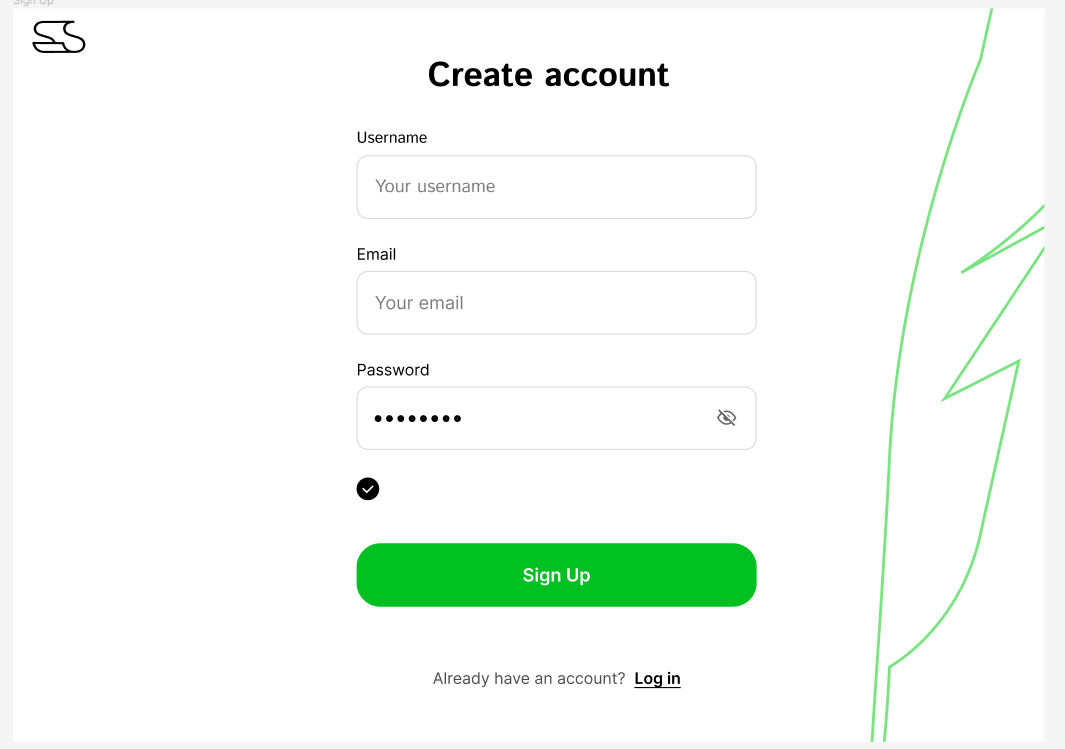 Sign Up
Create account
Username
Your username
Email
Your email
Password
••••••••
Sign Up
Already have an account? Log in